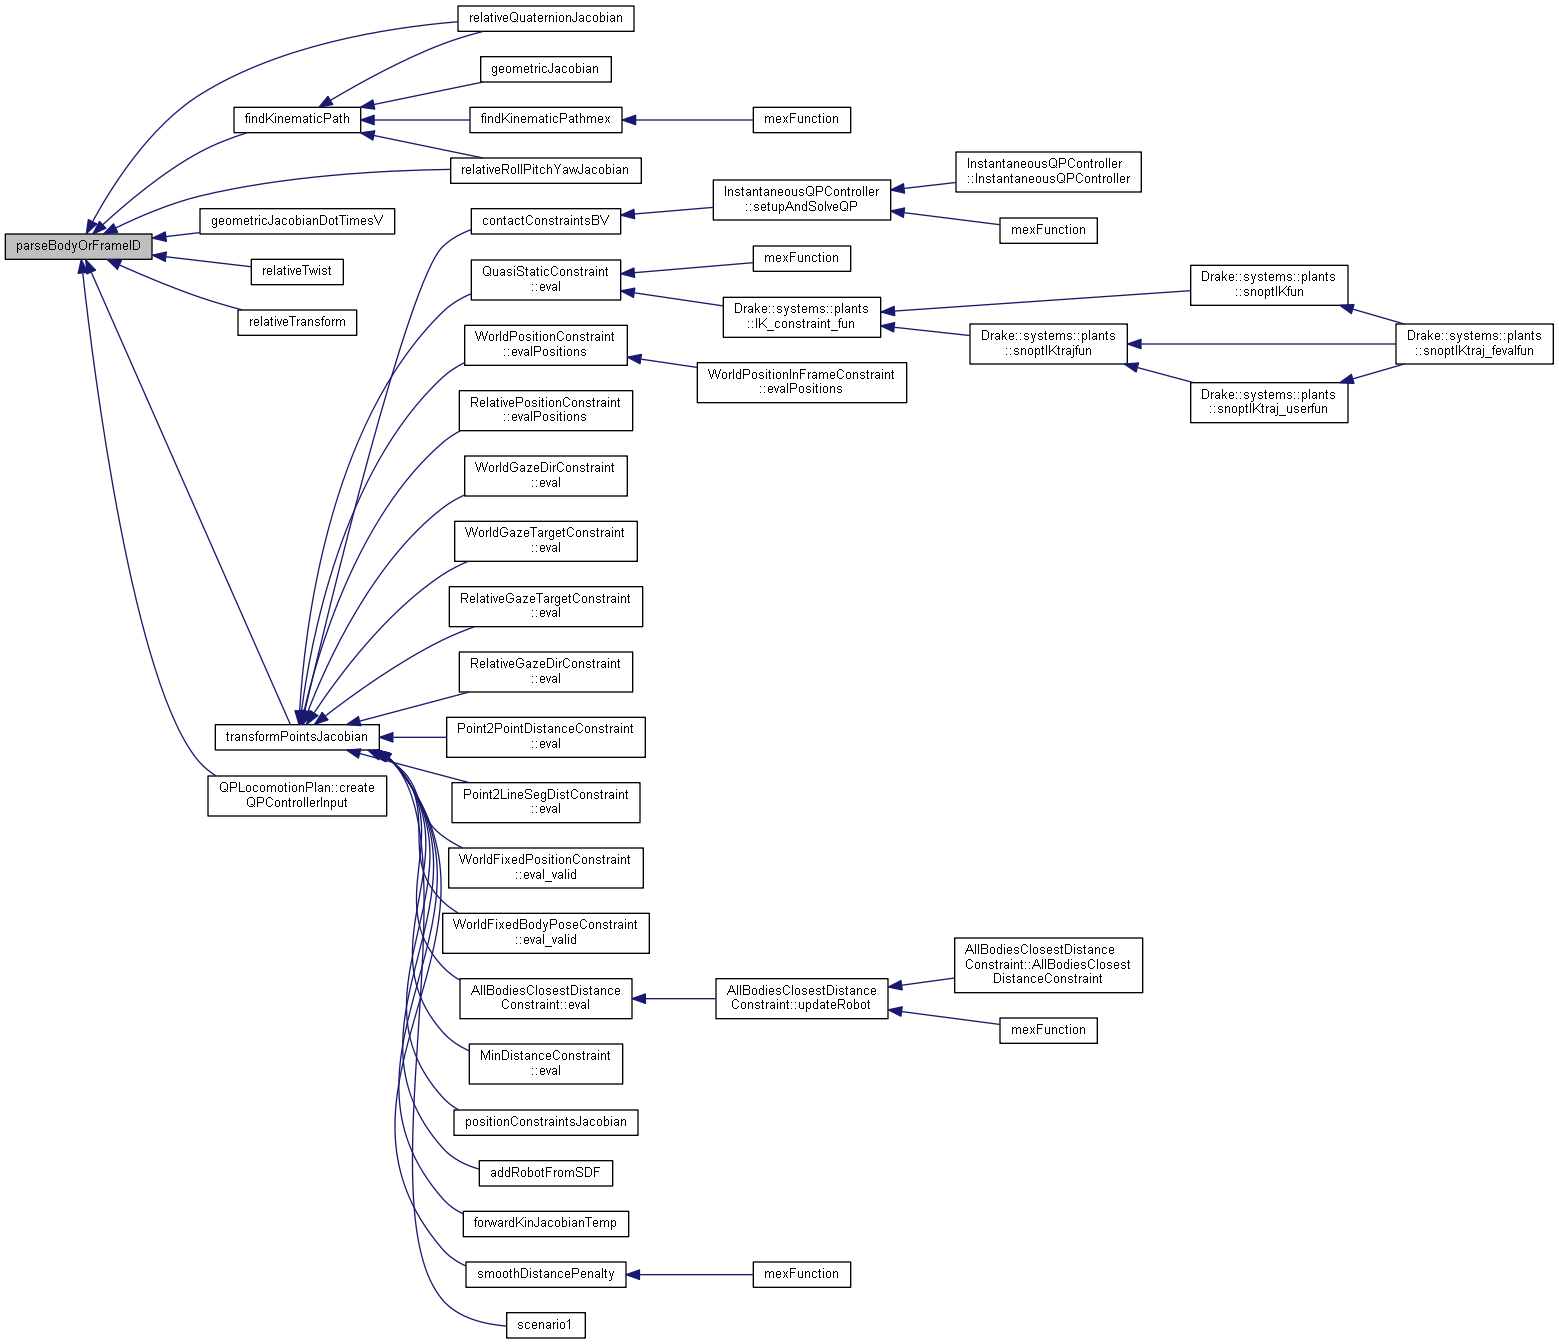 relativeQuaternionJacobian
geometricJacobian
findKinematicPath
findKinematicPathmex
mexFunction
relativeRollPitchYawJacobian
InstantaneousQPController
::InstantaneousQPController
InstantaneousQPController
::setupAndSolveQP
contactConstraintsBV
geometricJacobianDotTimesV
mexFunction
parseBodyOrFrameID
relativeTwist
relativeTransform
QuasiStaticConstraint
::eval
mexFunction
Drake::systems::plants
::IK_constraint_fun
Drake::systems::plants
::snoptIKfun
Drake::systems::plants
::snoptIKtrajfun
Drake::systems::plants
::snoptIKtraj_fevalfun
Drake::systems::plants
::snoptIKtraj_userfun
WorldPositionConstraint
::evalPositions
WorldPositionInFrameConstraint
::evalPositions
RelativePositionConstraint
::evalPositions
WorldGazeDirConstraint
::eval
WorldGazeTargetConstraint
::eval
RelativeGazeTargetConstraint
::eval
RelativeGazeDirConstraint
::eval
transformPointsJacobian
Point2PointDistanceConstraint
::eval
QPLocomotionPlan::create
QPControllerInput
Point2LineSegDistConstraint
::eval
WorldFixedPositionConstraint
::eval_valid
WorldFixedBodyPoseConstraint
::eval_valid
AllBodiesClosestDistance
Constraint::eval
AllBodiesClosestDistance
Constraint::updateRobot
AllBodiesClosestDistance
Constraint::AllBodiesClosest
DistanceConstraint
mexFunction
MinDistanceConstraint
::eval
positionConstraintsJacobian
addRobotFromSDF
forwardKinJacobianTemp
smoothDistancePenalty
mexFunction
scenario1